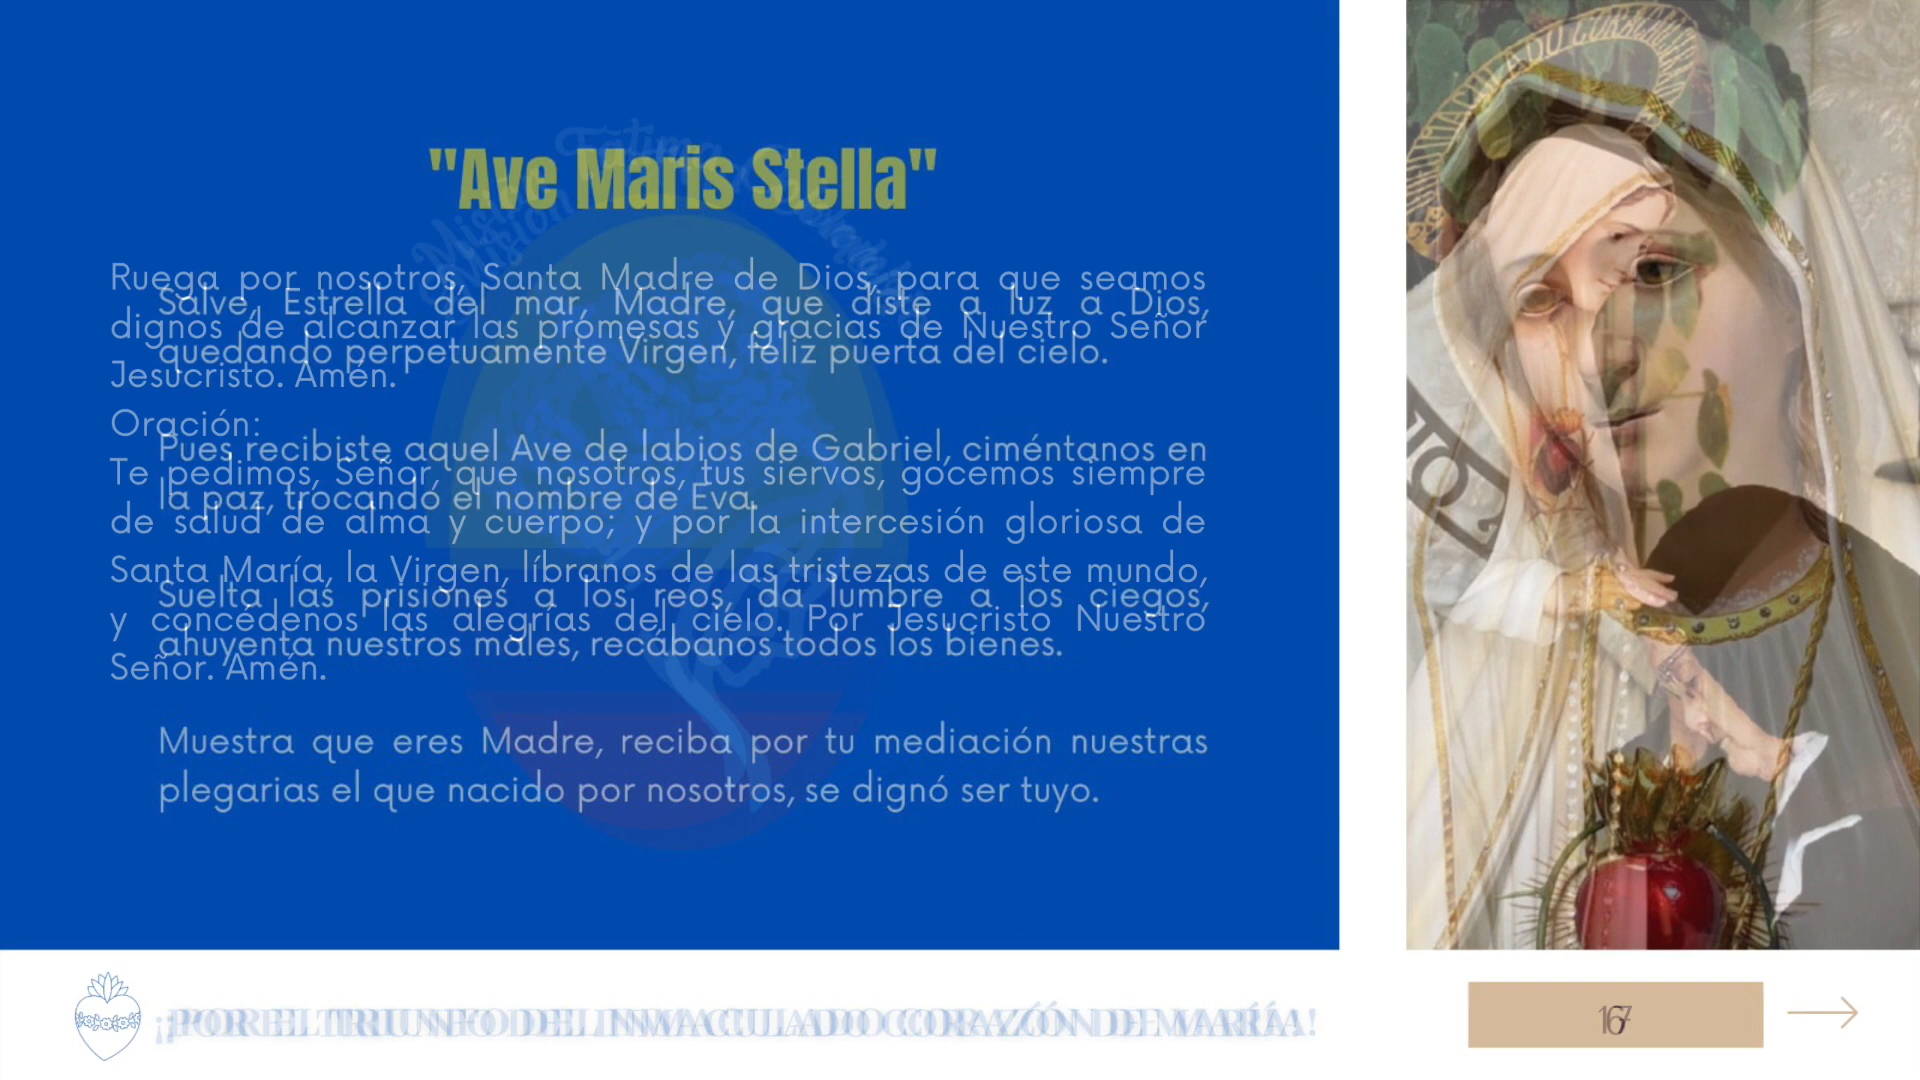 "Ave Maris Stella"
Ruega por nosotros, Santa Madre de Dios, para que seamos
dignos de alcanzar las promesas y gracias de Nuestro Señor
Jesucristo. Amén.
Oración:
Te pedimos, Señor, que nosotros, tus siervos, gocemos siempre
de salud de alma y cuerpo; y por la intercesión gloriosa de
Santa María, la Virgen, líbranos de las tristezas de este mundo,
y concédenos las alegrías del cielo. Por Jesucristo Nuestro
Señor. Amén.
Salve, Estrella del mar, Madre, que diste a luz a Dios,
quedando perpetuamente Virgen, feliz puerta del cielo.
Pues recibiste aquel Ave de labios de Gabriel, ciméntanos en
la paz, trocando el nombre de Eva.
Suelta las prisiones a los reos, da lumbre a los ciegos,
ahuyenta nuestros males, recábanos todos los bienes.
Muestra que eres Madre, reciba por tu mediación nuestras
plegarias el que nacido por nosotros, se dignó ser tuyo.
¡POR EL TRIUNFO DEL INMACULADO CORAZÓN DE MARÍA!